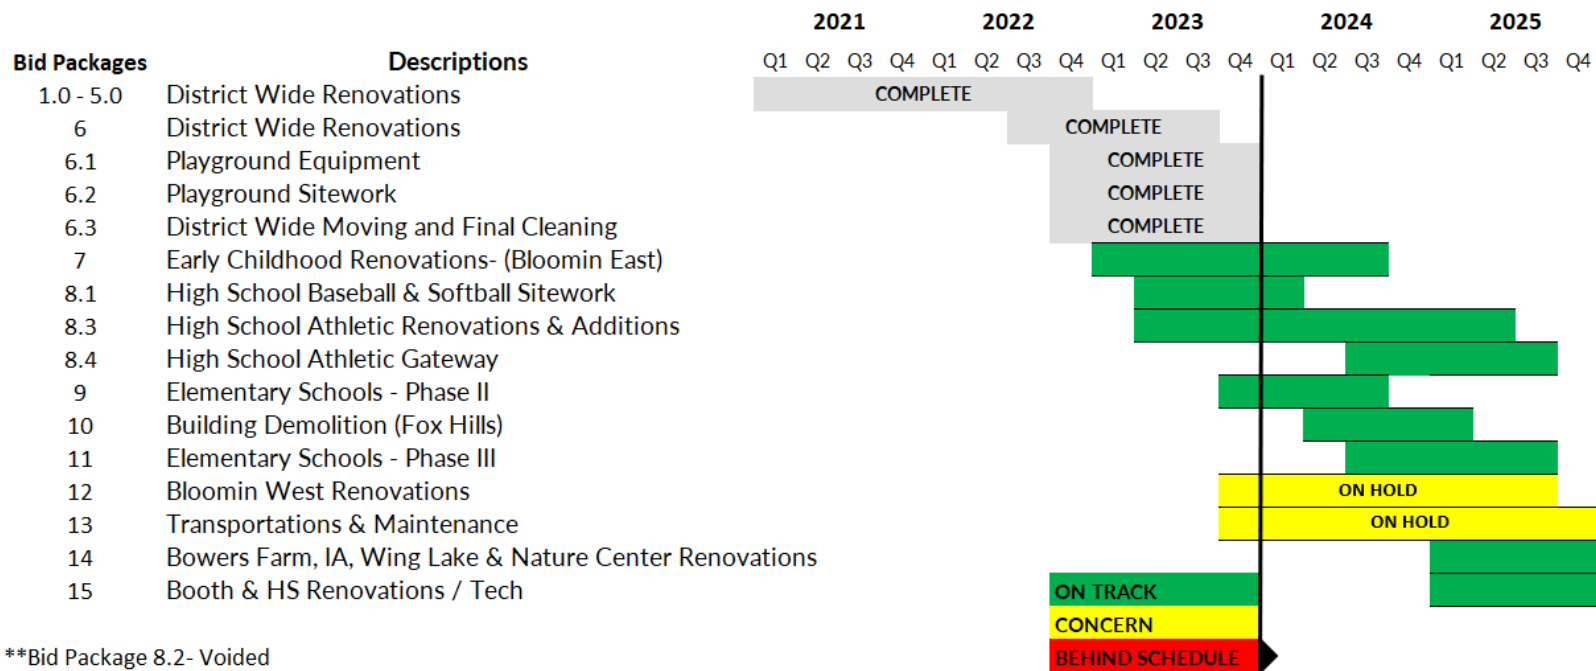 2021 2022 2023 2024 2025
Bid Packages Descriptions Q1 Q2 Q3 Q4 Q1 Q2 Q3 Q4 Q1 Q2 Q3 Q4 Q1 Q2 Q3 Q4 Q1 Q2 Q3 Q4
1.0 - 5.0 District Wide Renovations COMPLETE
6 District Wide Renovations COMPLETE
6.1 Playground Equipment COMPLETE
6.2 Playground Sitework COMPLETE
6.3 District Wide Moving and Final Cleaning COMPLETE
7 Early Childhood Renovations- (Bloomin East)
8.1 High School Baseball & Softball Sitework
8.3 High School Athletic Renovations & Additions
8.4 High School Athletic Gateway
9 Elementary Schools - Phase II
10 Building Demolition (Fox Hills)
11 Elementary Schools - Phase III
12 Bloomin West Renovations ON HOLD
13 Transportations & Maintenance ON HOLD
14 Bowers Farm, IA, Wing Lake & Nature Center Renovations
15 Booth & HS Renovations / Tech ON TRACK
CONCERN
**Bid Package 8.2- Voided BEHIND SCHEDULE